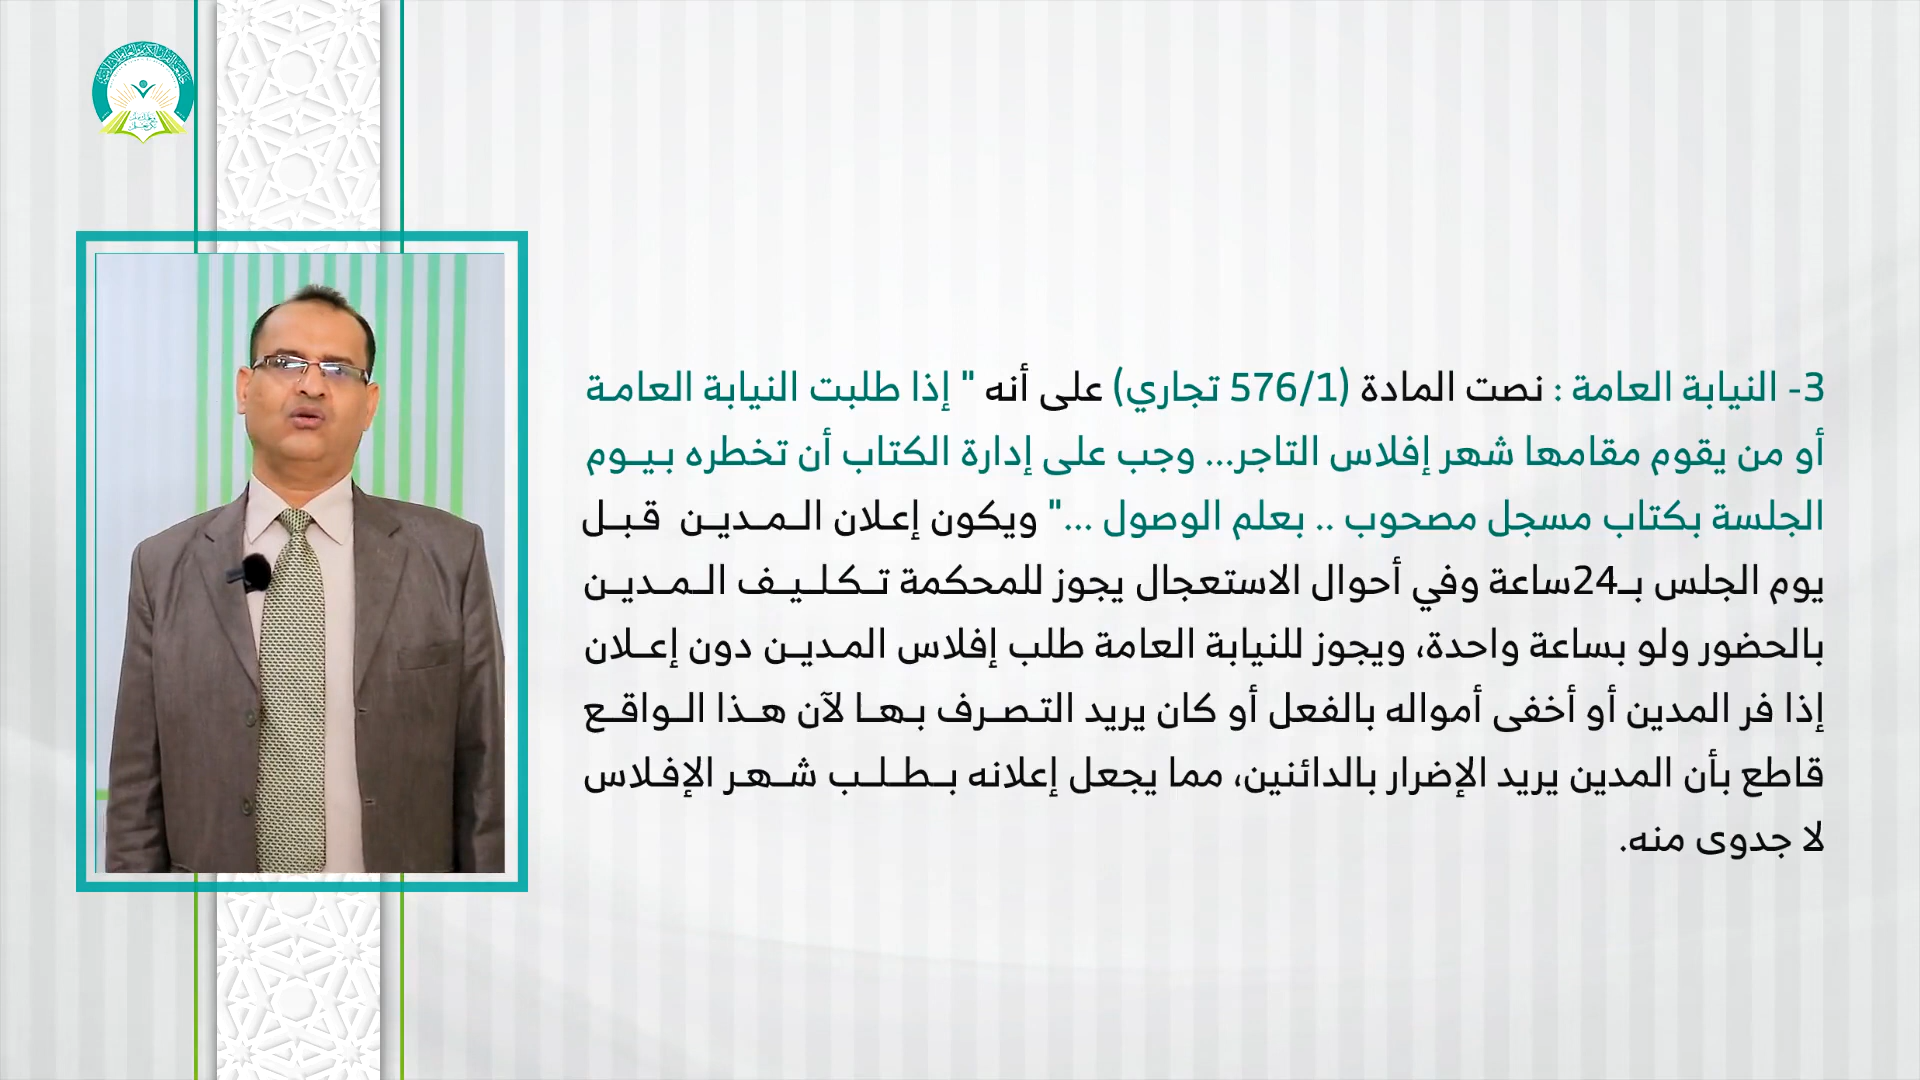 3- النيابة العامة : نصت المادة (576/1 تجاري) على أنه " إذا طلبت النيابة العامة
أو من يقوم مقامها شهر إفلاس التاجر... وجب على إدارة الكتاب أن تخطره بيوم
الجلسة بكتاب مسجل مصحوب .. بعلم الوصول ..." ويكون إعلان المدين قبل
يوم الجلس بـ24ساعة وفي أحوال الاستعجال يجوز للمحكمة تكليف المدين
بالحضور ولو بساعة واحدة، ويجوز للنيابة العامة طلب إفلاس المدين دون إعلان
إذا فر المدين أو أخفى أمواله بالفعل أو كان يريد التصرف بها لآن هذا الواقع
قاطع بأن المدين يريد الإضرار بالدائنين، مما يجعل إعلانه بطلب شهر الإفلاس
لا جدوى منه.